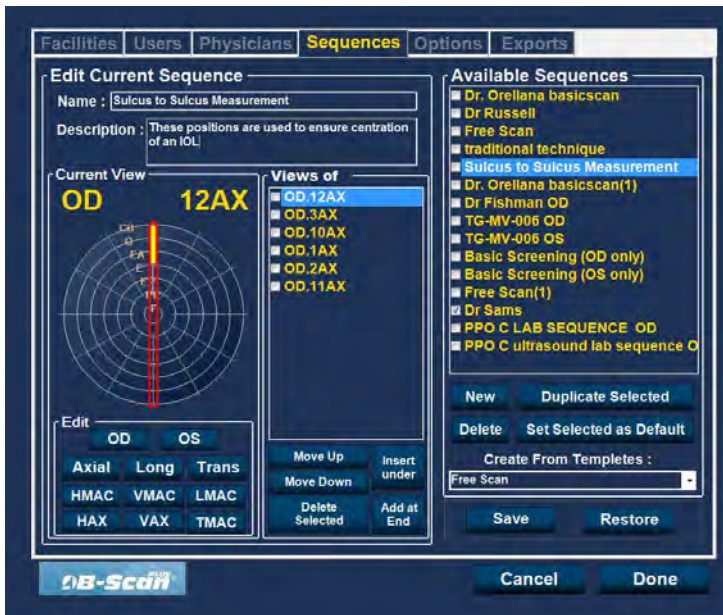 Facilities Users Physicians Sequences Options Exports
Edit Current Sequence
Name : Sulcus to Sulcus Measurement
Description : These positions are used to ensure centration
of an IOL
Current View
OD 12AX
CB
O
EA
E
F
Edit
OD OS
Axial Long Trans
HMAC VMAC LMAC
HAX VAX TMAC
Views of
OD.12AX
OD.3AX
OD.10AX
OD.1AX
OD.2AX
OD.11AX
Move Up
Move Down
Delete
Selected
Insert
under
Add at
End
Available Sequences
Dr. Orellana basicscan
Dr Russell
Free Scan
traditional technique
Sulcus to Sulcus Measurement
Dr. Orellana basicscan(1)
Dr Fishman OD
TG-MV-006 OD
TG-MV-006 OS
Basic Screening (OD only)
Basic Screening (OS only)
Free Scan(1)
Dr Sams
PPO C LAB SEQUENCE OD
PPO C ultrasound lab sequence O
New Duplicate Selected
Delete Set Selected as Default
Create From Templetes :
Free Scan
Save Restore
B-Scan PLUS
Cancel Done